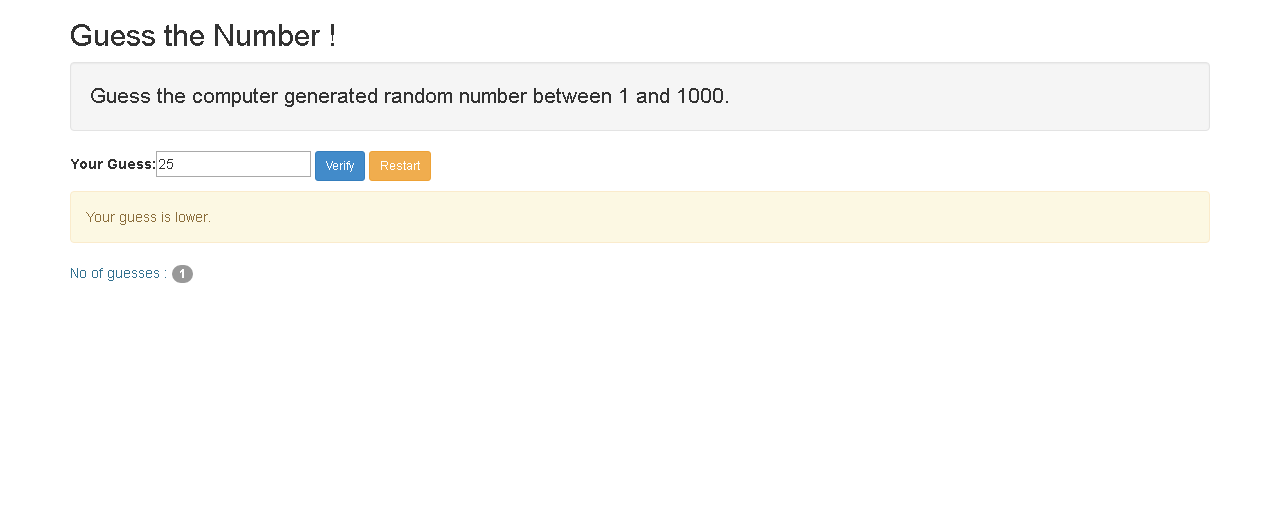 Guess the Number !
Guess the computer generated random number between 1 and 1000.
Your Guess: 25 Verify Restart
Your guess is lower.
No of guesses : 1